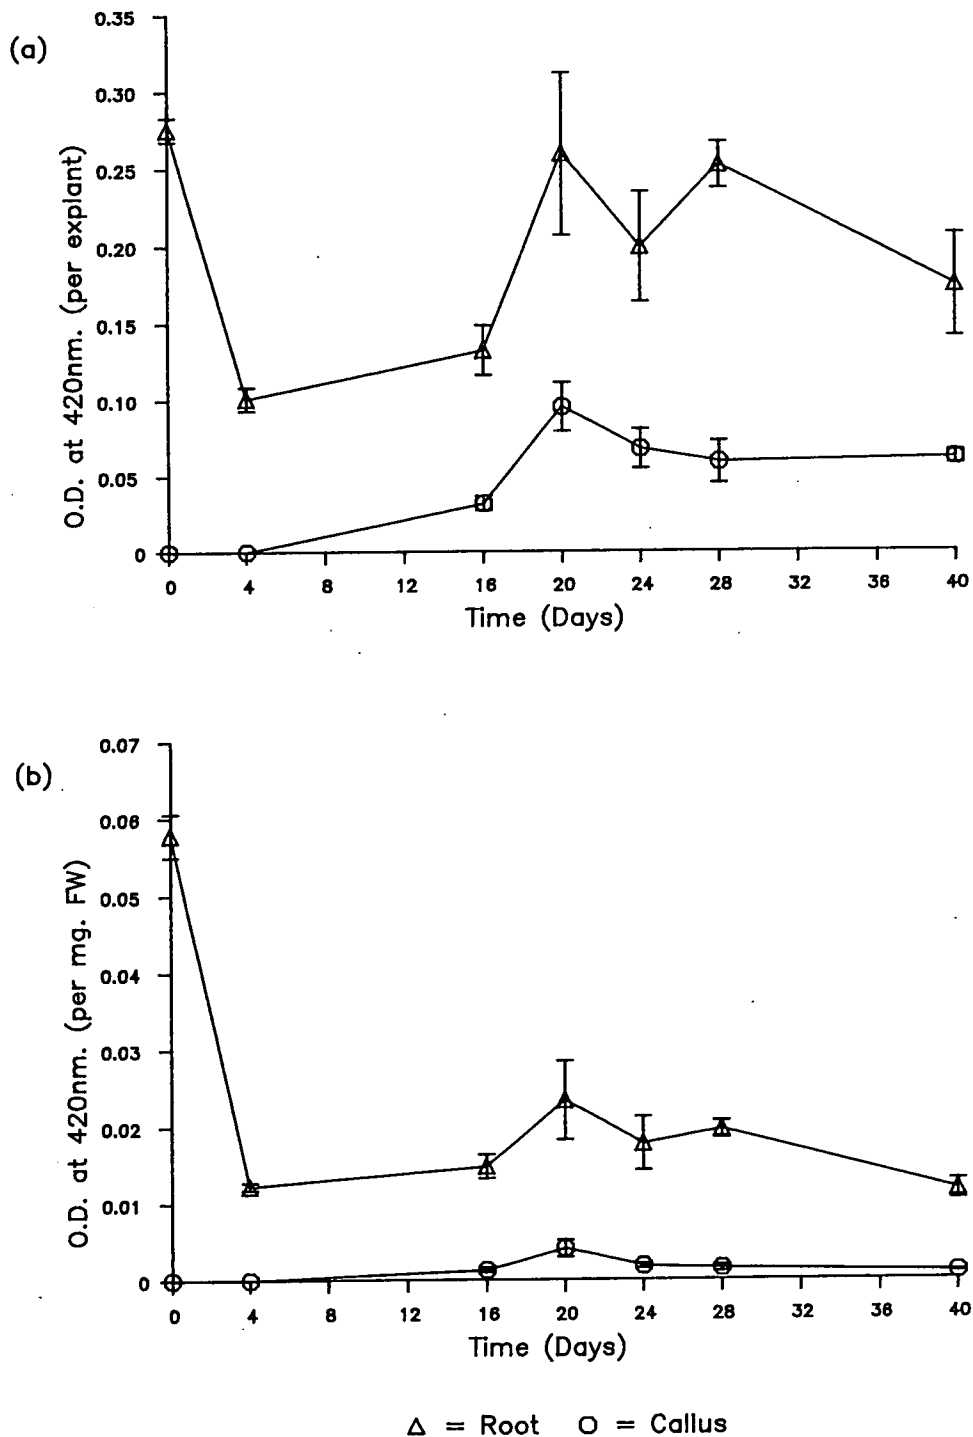 (a)
O.D. at 420nm. (per explant)
0.35
0.30
0.25
0.20
0.15
0.10
0.05
0
0 4 8 12 16 20 24 28 32 36 40
Time (Days)
(b)
O.D. at 420nm. (per mg. FW)
0.07
0.06
0.05
0.04
0.03
0.02
0.01
0
0 4 8 12 16 20 24 28 32 36 40
Time (Days)
△ = Root ○ = Callus